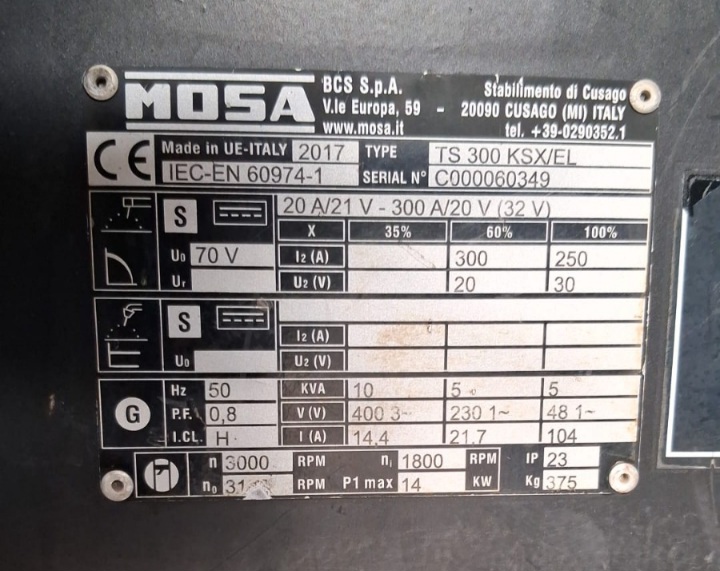 MOSA
BCS S.p.A. Stabilimento di Cusago
V.le Europa, 59 - 20090 CUSAGO (MI) ITALY
www.mosa.it tel. +39-0290352.1
CE Made in UE-ITALY 2017 TYPE TS 300 KSX/EL
IEC-EN 60974-1 SERIAL N° C000060349
S 20 A/21 V - 300 A/20 V (32 V)
X 35% 60% 100%
U0 70 V I2 (A) 300 250
Ur U2 (V) 20 30
S
I2 (A)
U0 U2 (V)
Hz 50 KVA 10 5 5
G P.F. 0,8 V (V) 400 3~ 230 1~ 48 1~
I.CL. H I (A) 14,4 21,7 104
n 3000 RPM n1 1800 RPM IP 23
n0 RPM P1 max 14 KW Kg 375